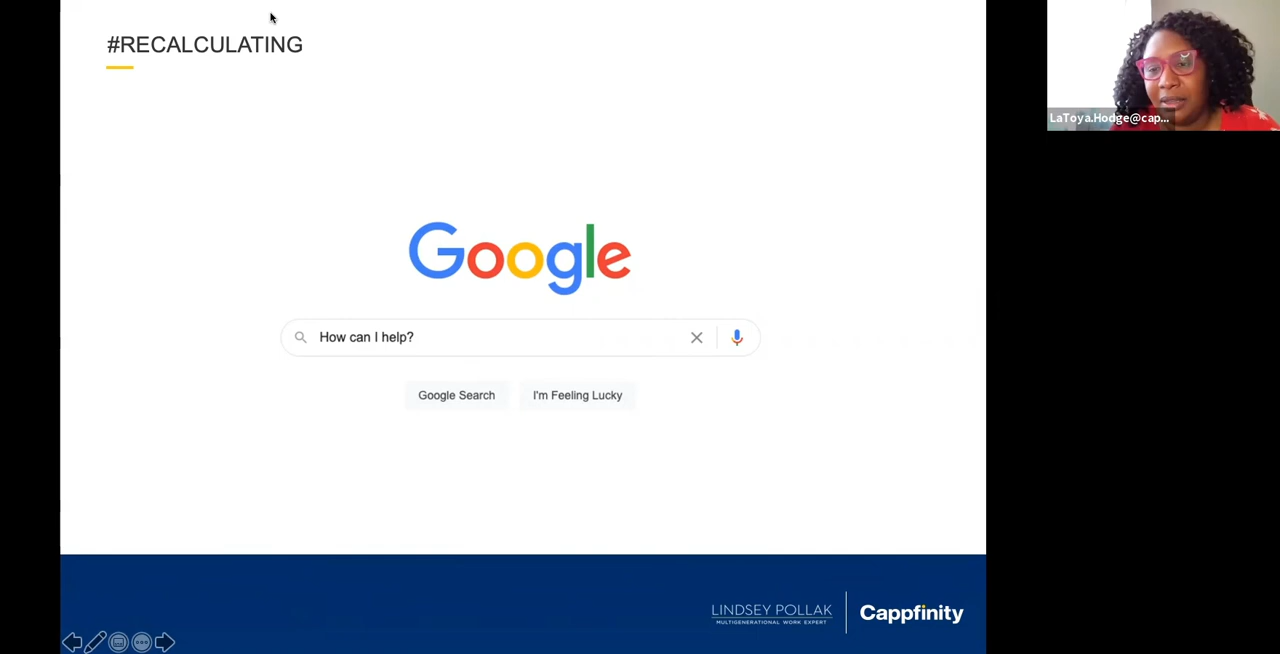 #RECALCULATING
LaToya.Hodge@cap...
Google
How can I help?
Google Search
I'm Feeling Lucky
LINDSEY POLLAK
MULTIGENERATIONAL WORK EXPERT
Cappfinity